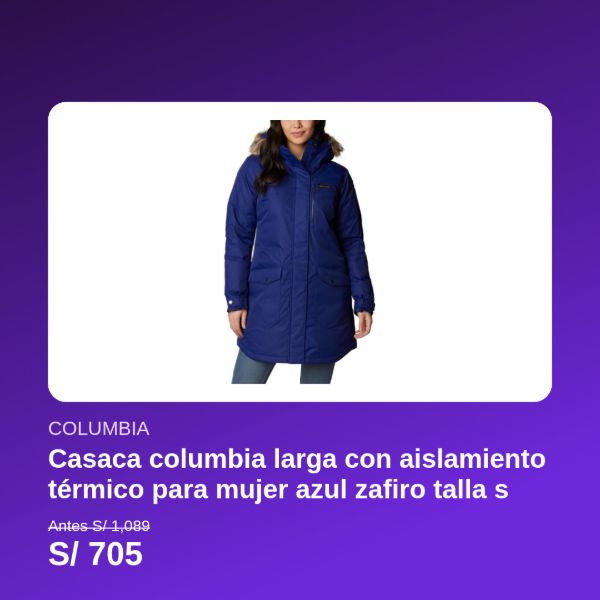 COLUMBIA
Casaca columbia larga con aislamiento
térmico para mujer azul zafiro talla s
Antes S/ 1,089
S/ 705